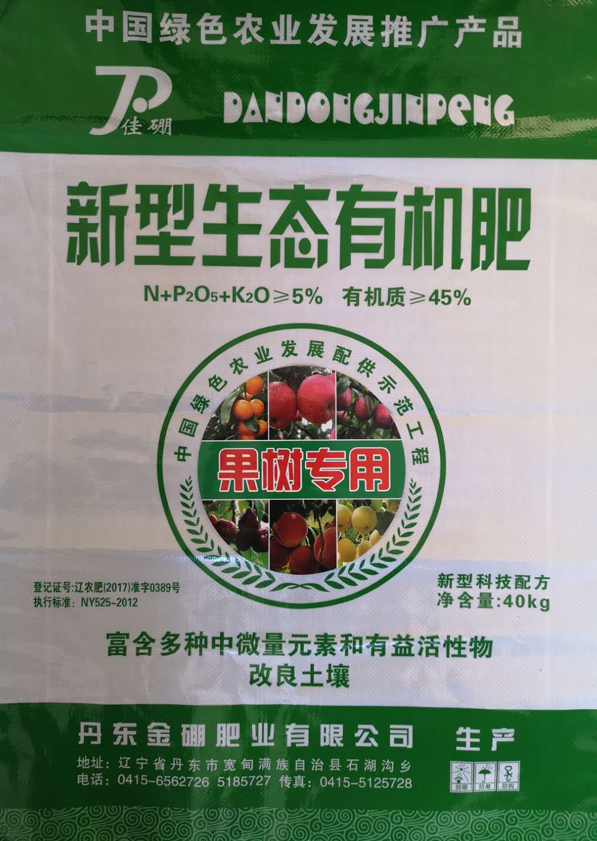 中国绿色农业发展推广产品
佳硼
DANDONGJINPENG
新型生态有机肥
N+P2O5+K2O≥5% 有机质≥45%
中国绿色农业发展配供示范工程
果树专用
登记证号:辽农肥(2017)准字0389号
执行标准: NY525-2012
新型科技配方
净含量:40kg
富含多种中微量元素和有益活性物
改良土壤
丹东金硼肥业有限公司 生产
地址: 辽宁省丹东市宽甸满族自治县石湖沟乡
电话: 0415-6562726 5185727 传真: 0415-5125728